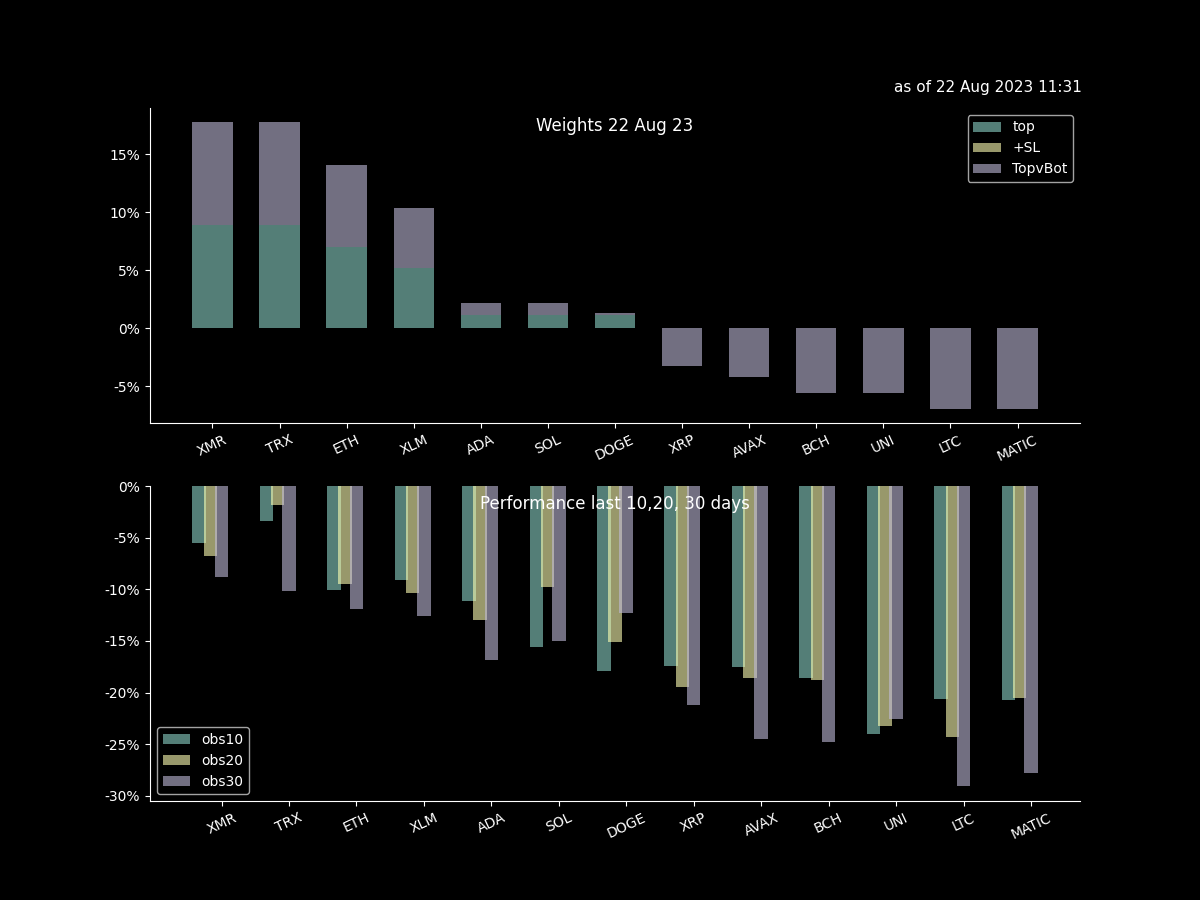 as of 22 Aug 2023 11:31
Weights 22 Aug 23
top
+SL
TopvBot
15%
10%
5%
0%
-5%
XMR TRX ETH XLM ADA SOL DOGE XRP AVAX BCH UNI LTC MATIC
Performance last 10,20, 30 days
0%
-5%
-10%
-15%
-20%
-25%
-30%
obs10
obs20
obs30
XMR TRX ETH XLM ADA SOL DOGE XRP AVAX BCH UNI LTC MATIC